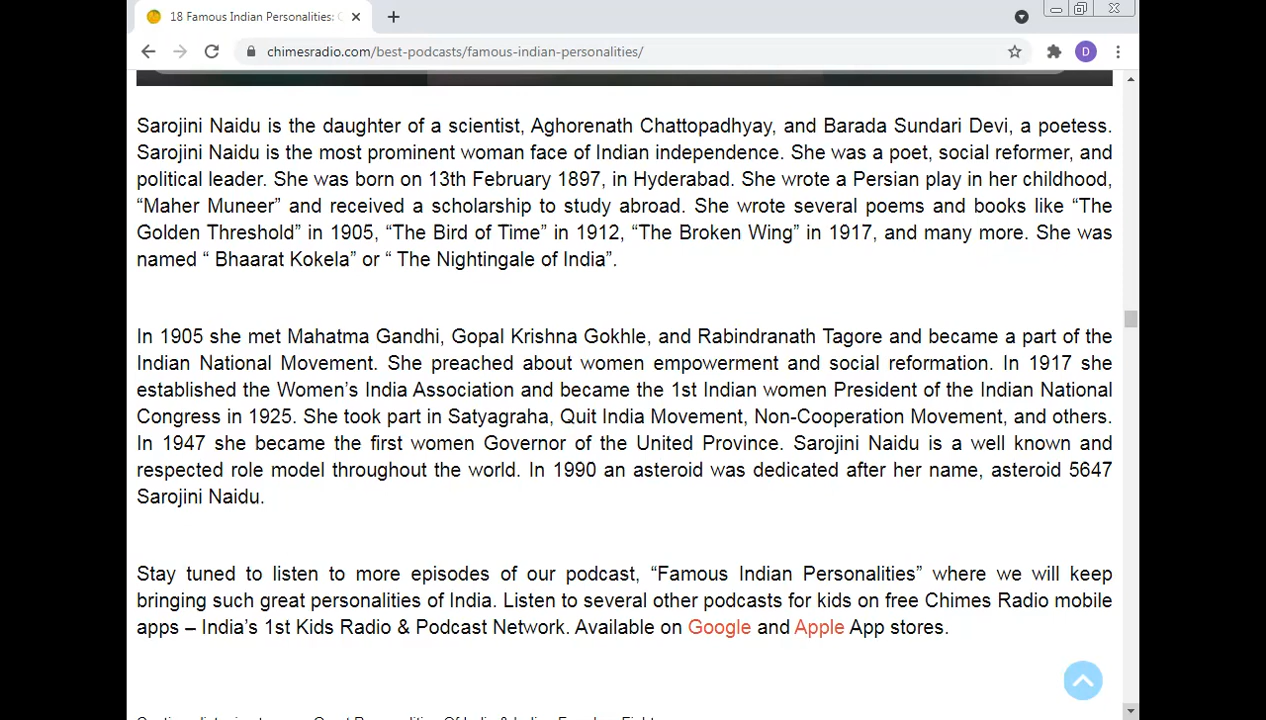 18 Famous Indian Personalities:
chimesradio.com/best-podcasts/famous-indian-personalities/
D
Sarojini Naidu is the daughter of a scientist, Aghorenath Chattopadhyay, and Barada Sundari Devi, a poetess.
Sarojini Naidu is the most prominent woman face of Indian independence. She was a poet, social reformer, and
political leader. She was born on 13th February 1897, in Hyderabad. She wrote a Persian play in her childhood,
“Maher Muneer” and received a scholarship to study abroad. She wrote several poems and books like “The
Golden Threshold” in 1905, “The Bird of Time” in 1912, “The Broken Wing” in 1917, and many more. She was
named “ Bhaarat Kokela” or “ The Nightingale of India”.
In 1905 she met Mahatma Gandhi, Gopal Krishna Gokhle, and Rabindranath Tagore and became a part of the
Indian National Movement. She preached about women empowerment and social reformation. In 1917 she
established the Women’s India Association and became the 1st Indian women President of the Indian National
Congress in 1925. She took part in Satyagraha, Quit India Movement, Non-Cooperation Movement, and others.
In 1947 she became the first women Governor of the United Province. Sarojini Naidu is a well known and
respected role model throughout the world. In 1990 an asteroid was dedicated after her name, asteroid 5647
Sarojini Naidu.
Stay tuned to listen to more episodes of our podcast, “Famous Indian Personalities” where we will keep
bringing such great personalities of India. Listen to several other podcasts for kids on free Chimes Radio mobile
apps – India’s 1st Kids Radio & Podcast Network. Available on Google and Apple App stores.